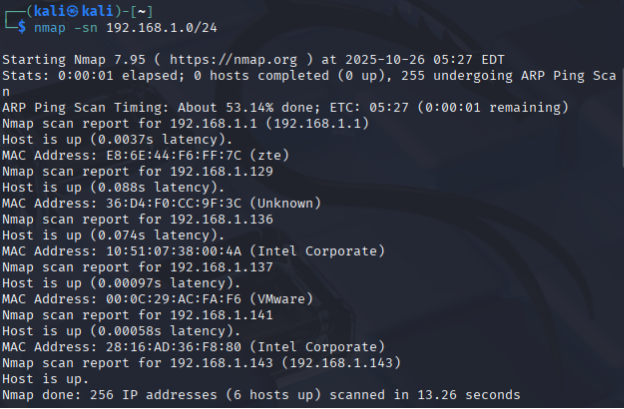 ┌──(kali㉿kali)-[~]
└─$ nmap -sn 192.168.1.0/24
Starting Nmap 7.95 ( https://nmap.org ) at 2025-10-26 05:27 EDT
Stats: 0:00:01 elapsed; 0 hosts completed (0 up), 255 undergoing ARP Ping Sca
n
ARP Ping Scan Timing: About 53.14% done; ETC: 05:27 (0:00:01 remaining)
Nmap scan report for 192.168.1.1 (192.168.1.1)
Host is up (0.0037s latency).
MAC Address: E8:6E:44:F6:FF:7C (zte)
Nmap scan report for 192.168.1.129
Host is up (0.088s latency).
MAC Address: 36:D4:F0:CC:9F:3C (Unknown)
Nmap scan report for 192.168.1.136
Host is up (0.074s latency).
MAC Address: 10:51:07:38:00:4A (Intel Corporate)
Nmap scan report for 192.168.1.137
Host is up (0.00097s latency).
MAC Address: 00:0C:29:AC:FA:F6 (VMware)
Nmap scan report for 192.168.1.141
Host is up (0.00058s latency).
MAC Address: 28:16:AD:36:F8:80 (Intel Corporate)
Nmap scan report for 192.168.1.143 (192.168.1.143)
Host is up.
Nmap done: 256 IP addresses (6 hosts up) scanned in 13.26 seconds